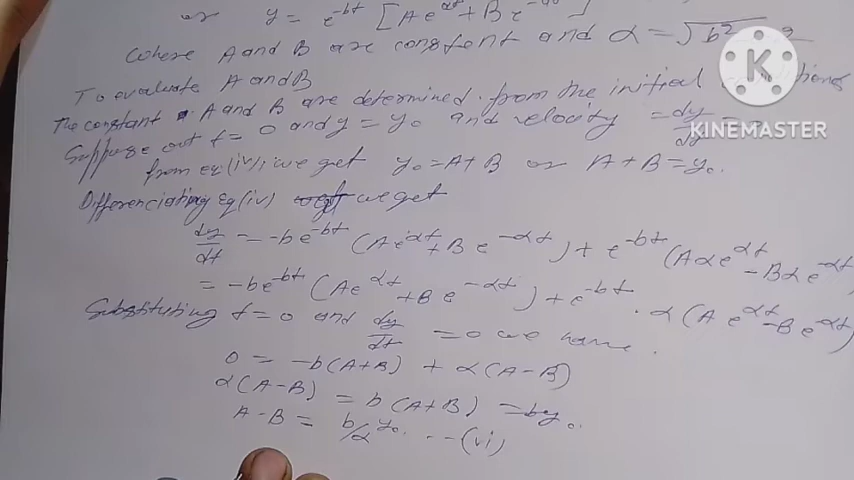 or y = e^-bt [Ae^αt + Be^-αt]
Cohere A and B are constent and α = √b²
To evaluate A and B
The constant A and B are determined from the initial
Suppose out t = 0 and y = y₀ and velocity = dy/dt
from eq(iv), we get y₀ = A+B or A+B = y₀.
Differenciating Eq(iv) we get
dy/dt = -be^-bt (Ae^αt + Be^-αt) + e^-bt (Aαe^αt - Bαe^-αt
= -be^-bt (Ae^αt + Be^-αt) + e^-bt · α(Ae^αt - Be^-αt)
Substituting t = 0 and dy/dt = 0 we have.
0 = -b(A+B) + α(A-B)
α(A-B) = b(A+B) = by₀.
A-B = b/α y₀. ---(vi)
KINEMASTER